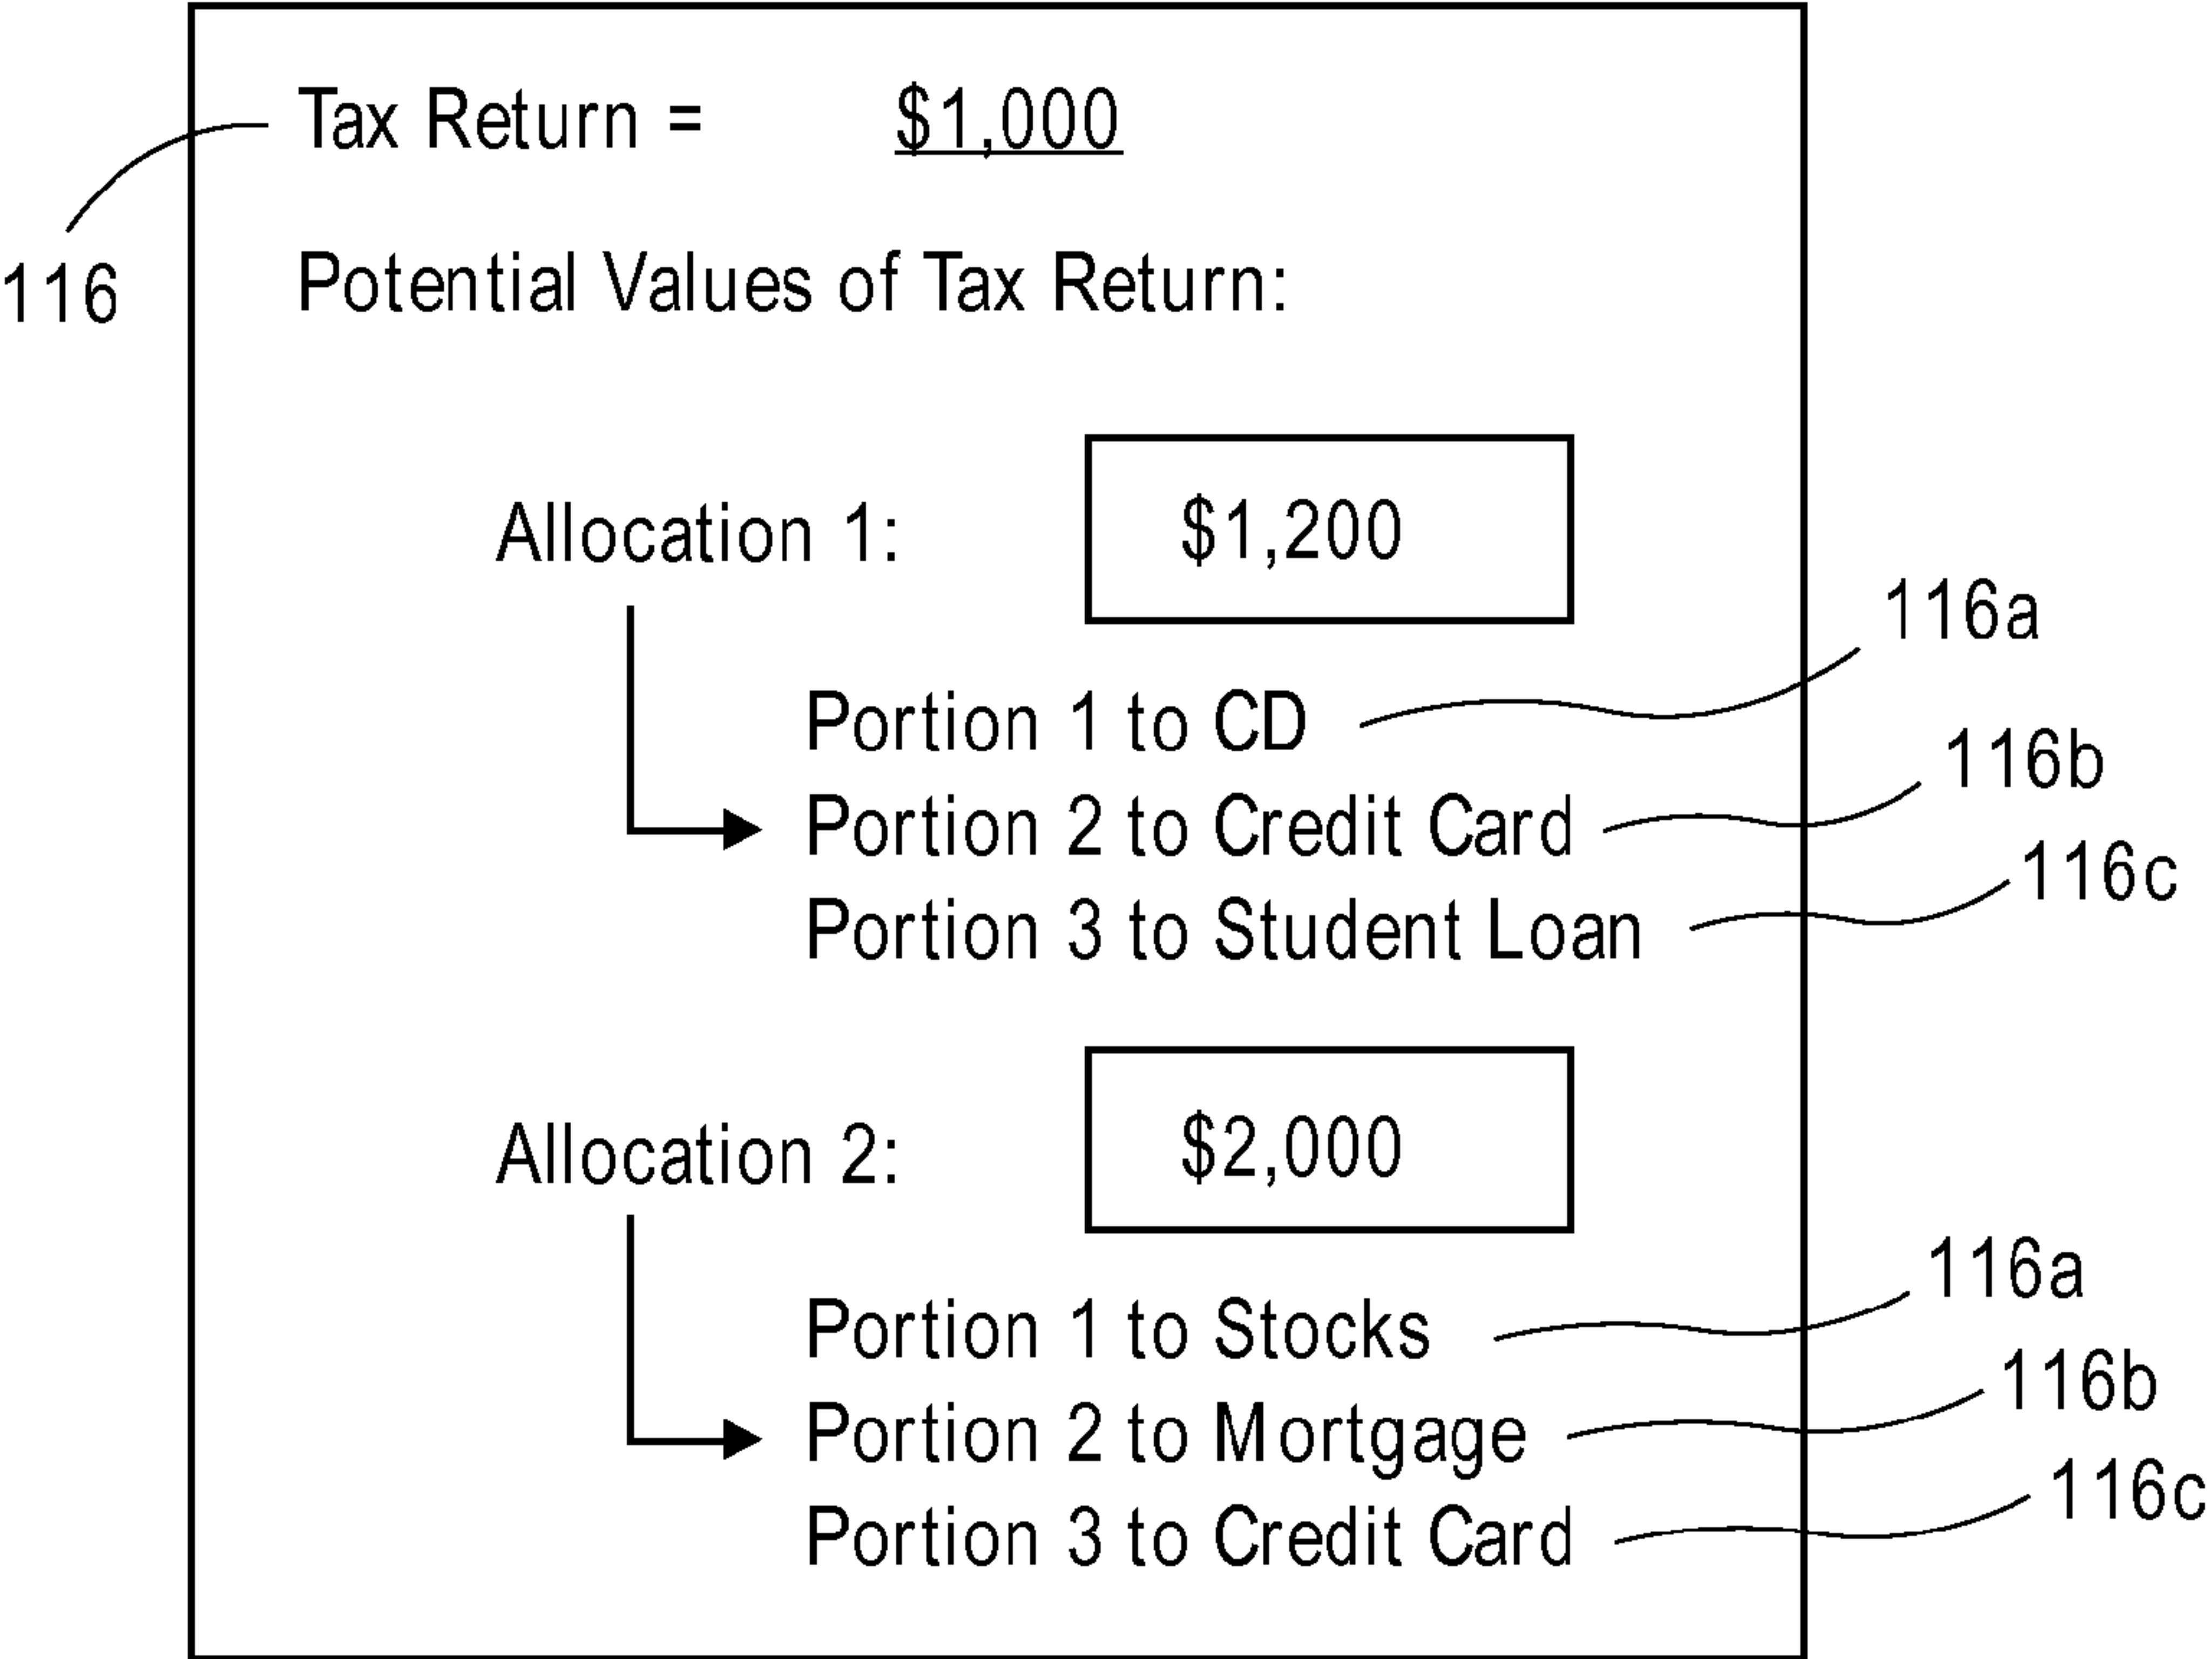 Tax Return = $1,000
116
Potential Values of Tax Return:
Allocation 1: $1,200
116a
Portion 1 to CD
116b
Portion 2 to Credit Card
116c
Portion 3 to Student Loan
Allocation 2: $2,000
116a
Portion 1 to Stocks
116b
Portion 2 to Mortgage
116c
Portion 3 to Credit Card